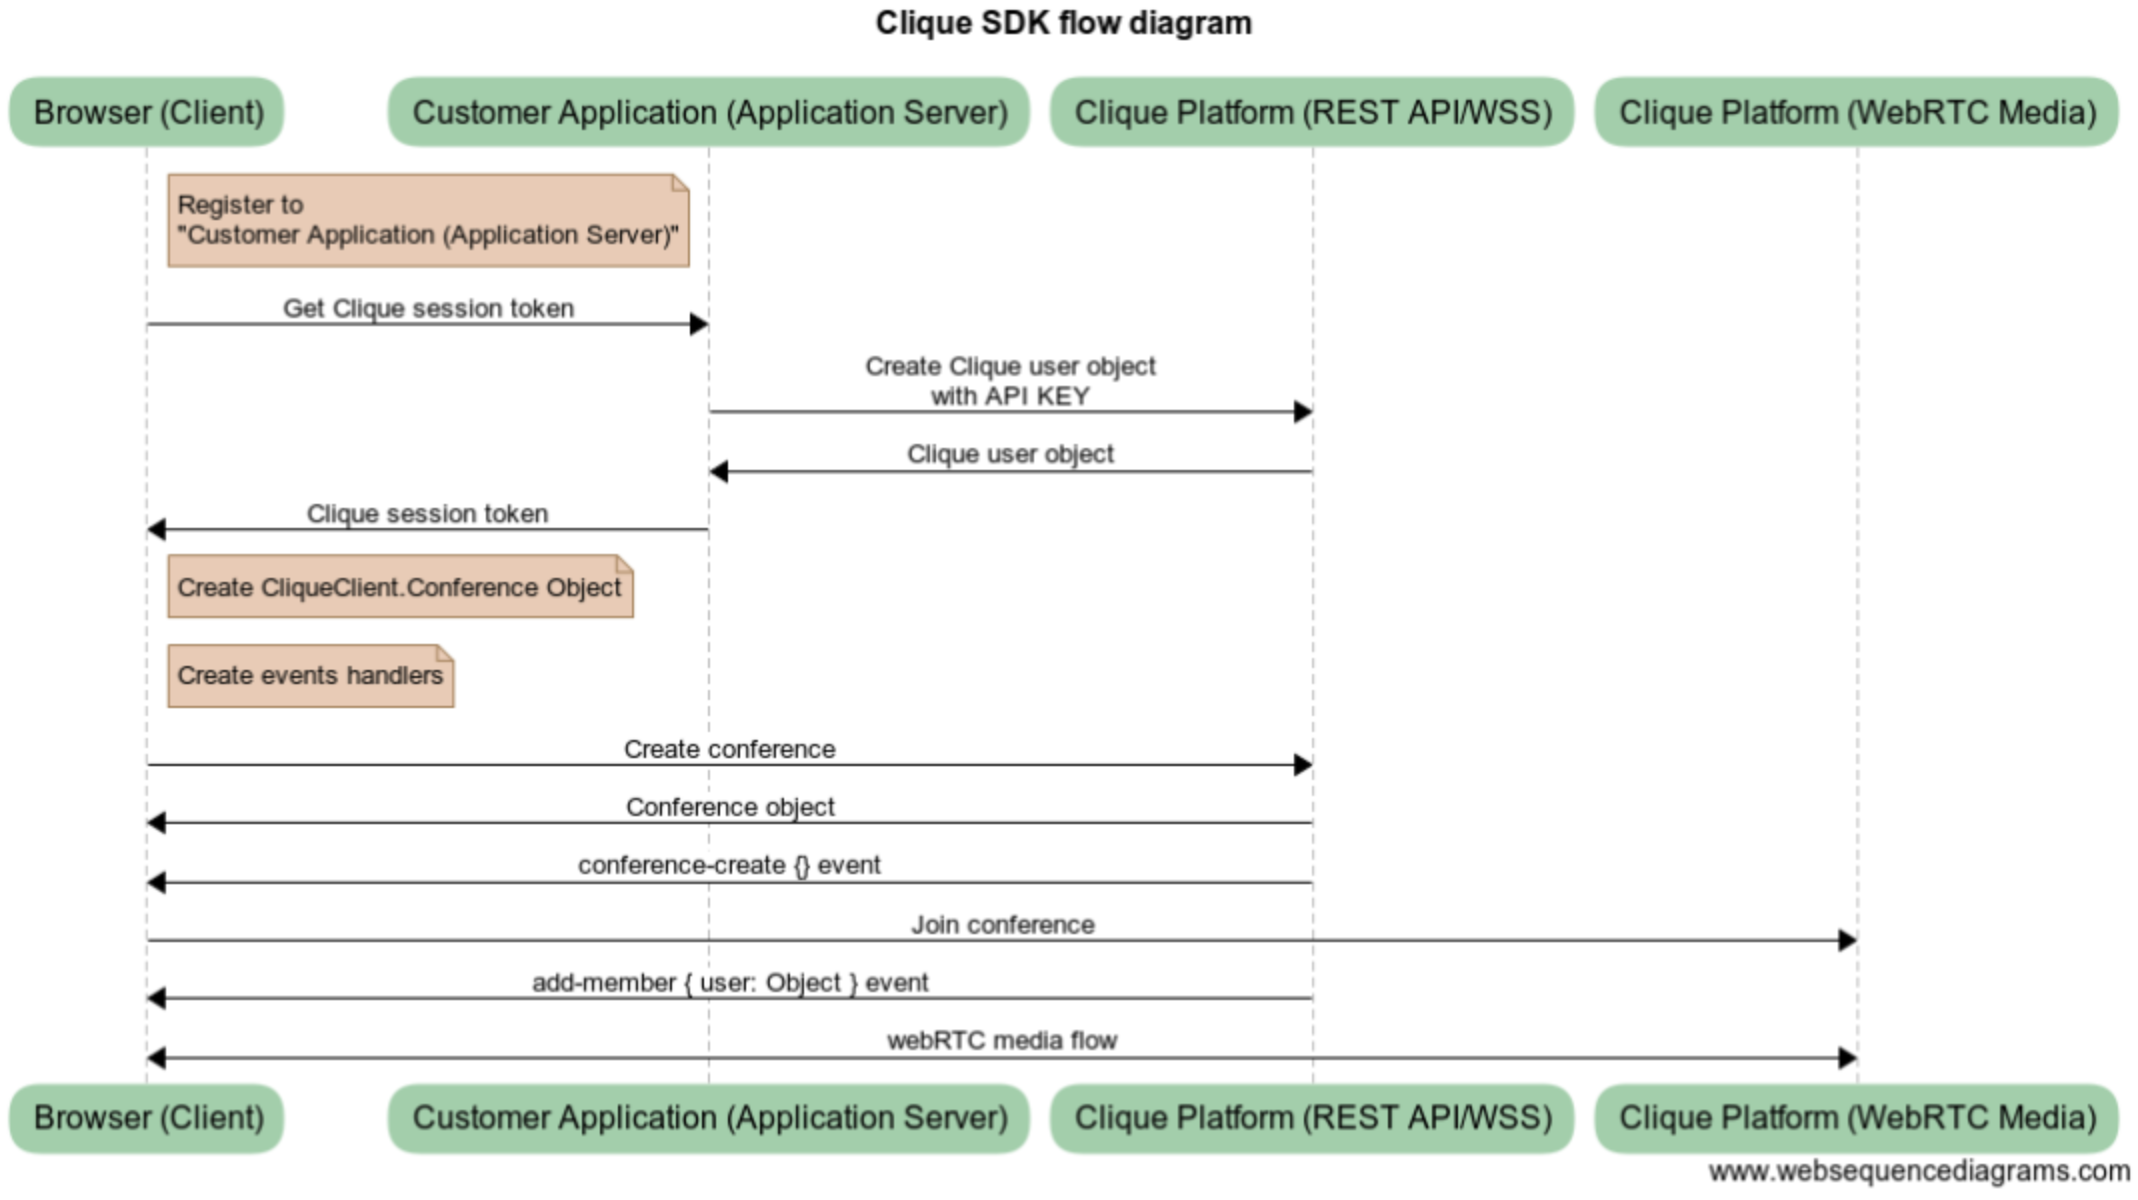 Clique SDK flow diagram
Browser (Client)
Customer Application (Application Server)
Clique Platform (REST API/WSS)
Clique Platform (WebRTC Media)
Register to
"Customer Application (Application Server)"
Get Clique session token
Create Clique user object
with API KEY
Clique user object
Clique session token
Create CliqueClient.Conference Object
Create events handlers
Create conference
Conference object
conference-create {} event
Join conference
add-member { user: Object } event
webRTC media flow
Browser (Client)
Customer Application (Application Server)
Clique Platform (REST API/WSS)
Clique Platform (WebRTC Media)
www.websequencediagrams.com